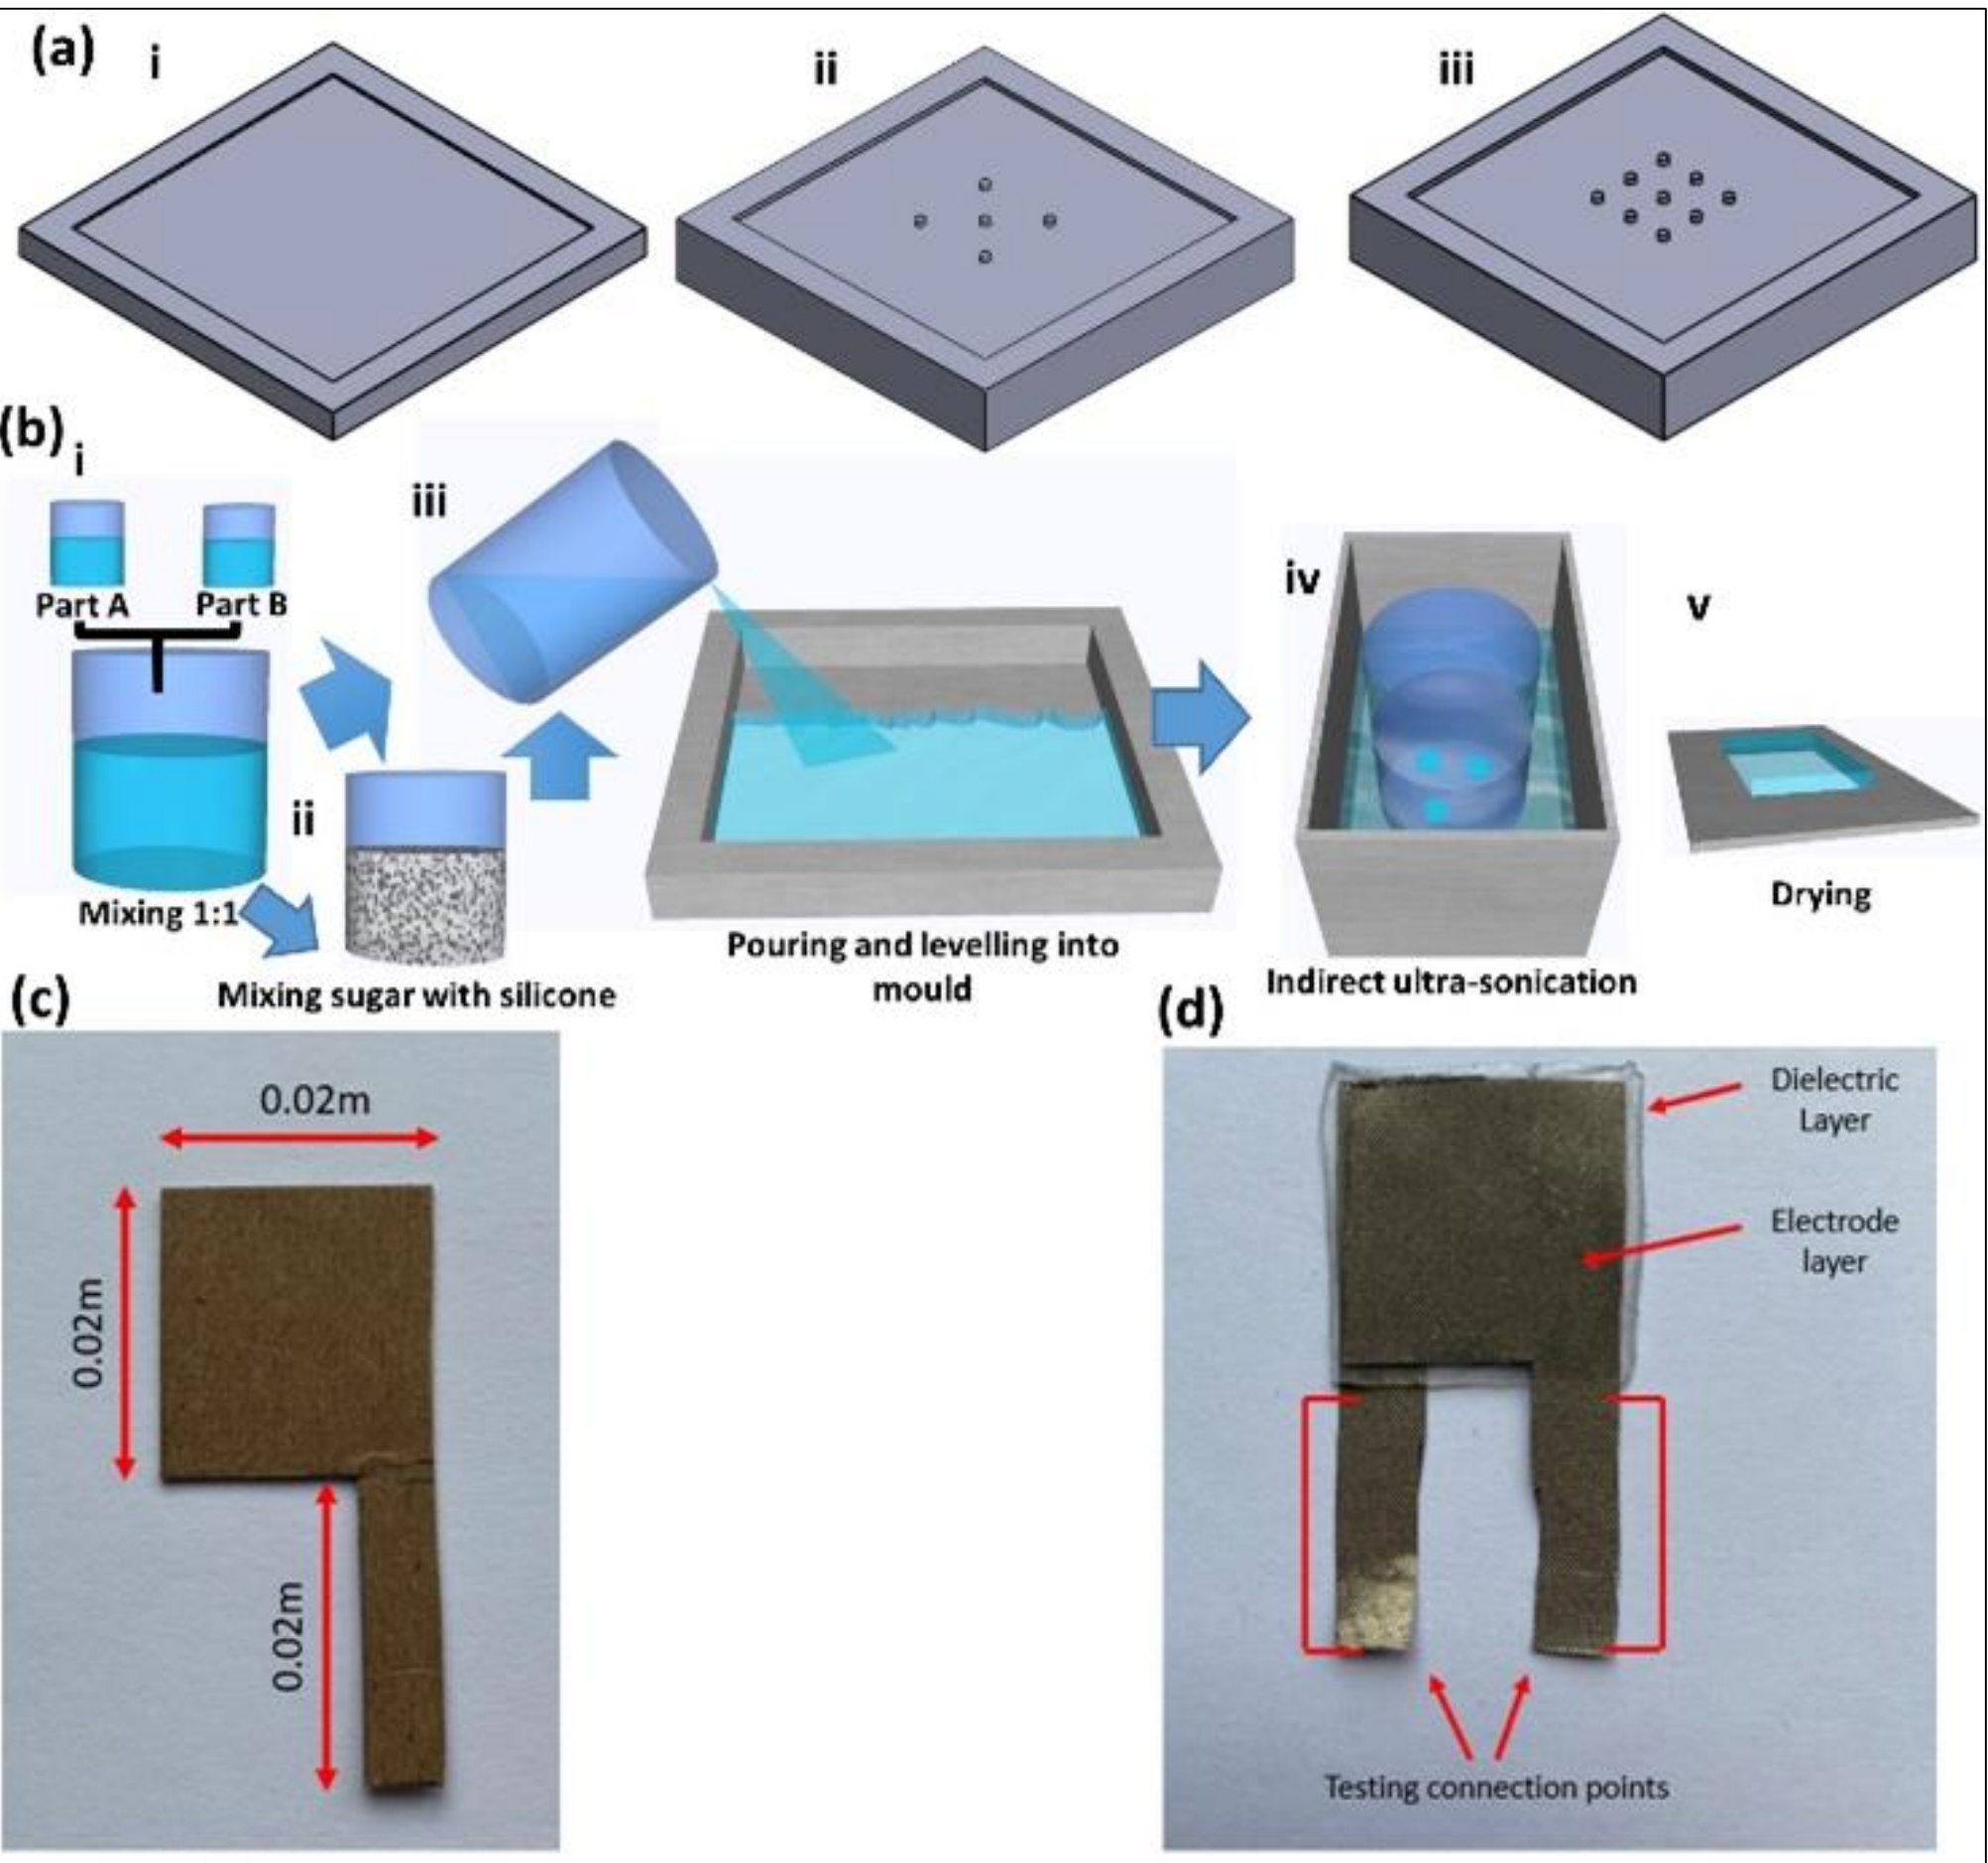 (a)
i
ii
iii
(b)
i
Part A
Part B
Mixing 1:1
ii
Mixing sugar with silicone
iii
Pouring and levelling into
mould
iv
Indirect ultra-sonication
v
Drying
(c)
0.02m
0.02m
0.02m
(d)
Dielectric
Layer
Electrode
layer
Testing connection points